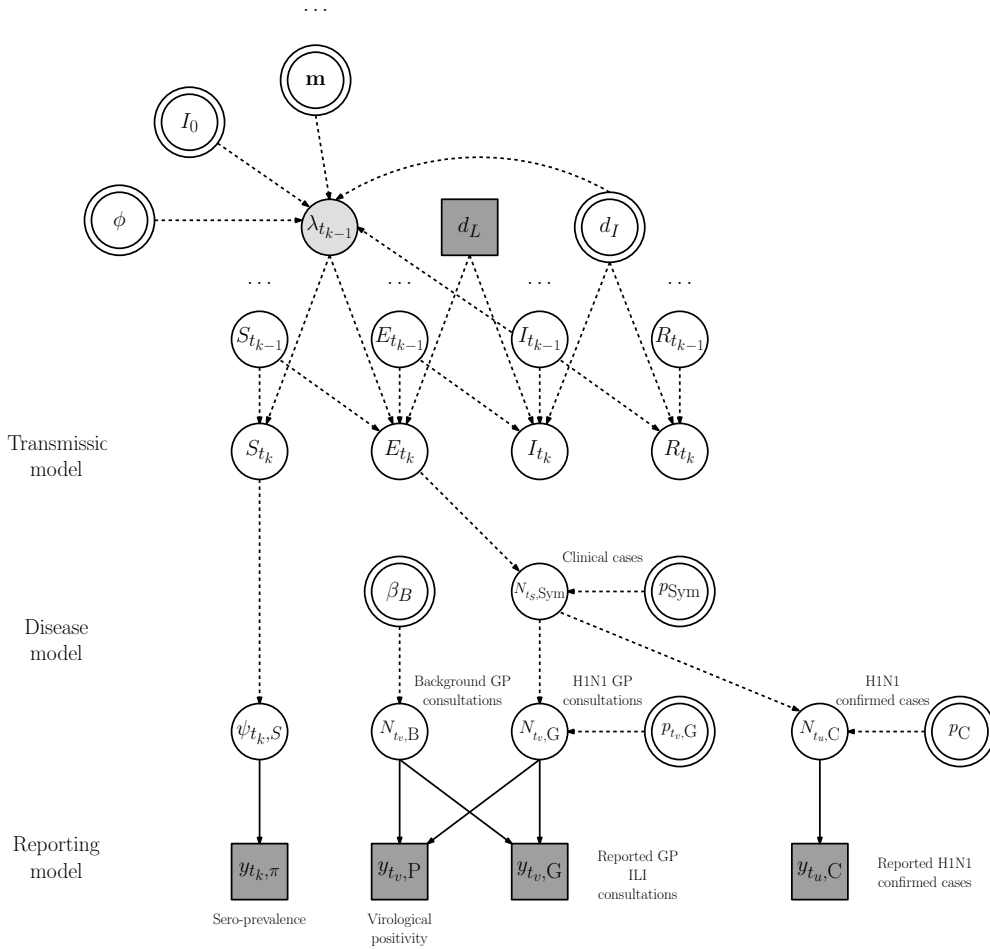 . . .
m
I_0
ϕ
λ_{t_{k−1}}
d_L
d_I
. . .
. . .
. . .
. . .
S_{t_{k−1}}
E_{t_{k−1}}
I_{t_{k−1}}
R_{t_{k−1}}
Transmissic
model
S_{t_k}
E_{t_k}
I_{t_k}
R_{t_k}
Clinical cases
Disease
model
β_B
N_{t_s,Sym}
p_{Sym}
Background GP
consultations
H1N1 GP
consultations
H1N1
confirmed cases
ψ_{t_k,S}
N_{t_v,B}
N_{t_v,G}
p_{t_v,G}
N_{t_u,C}
p_C
Reporting
model
y_{t_k,π}
y_{t_v,P}
y_{t_v,G}
Reported GP
ILI
consultations
y_{t_u,C}
Reported H1N1
confirmed cases
Sero-prevalence
Virological
positivity